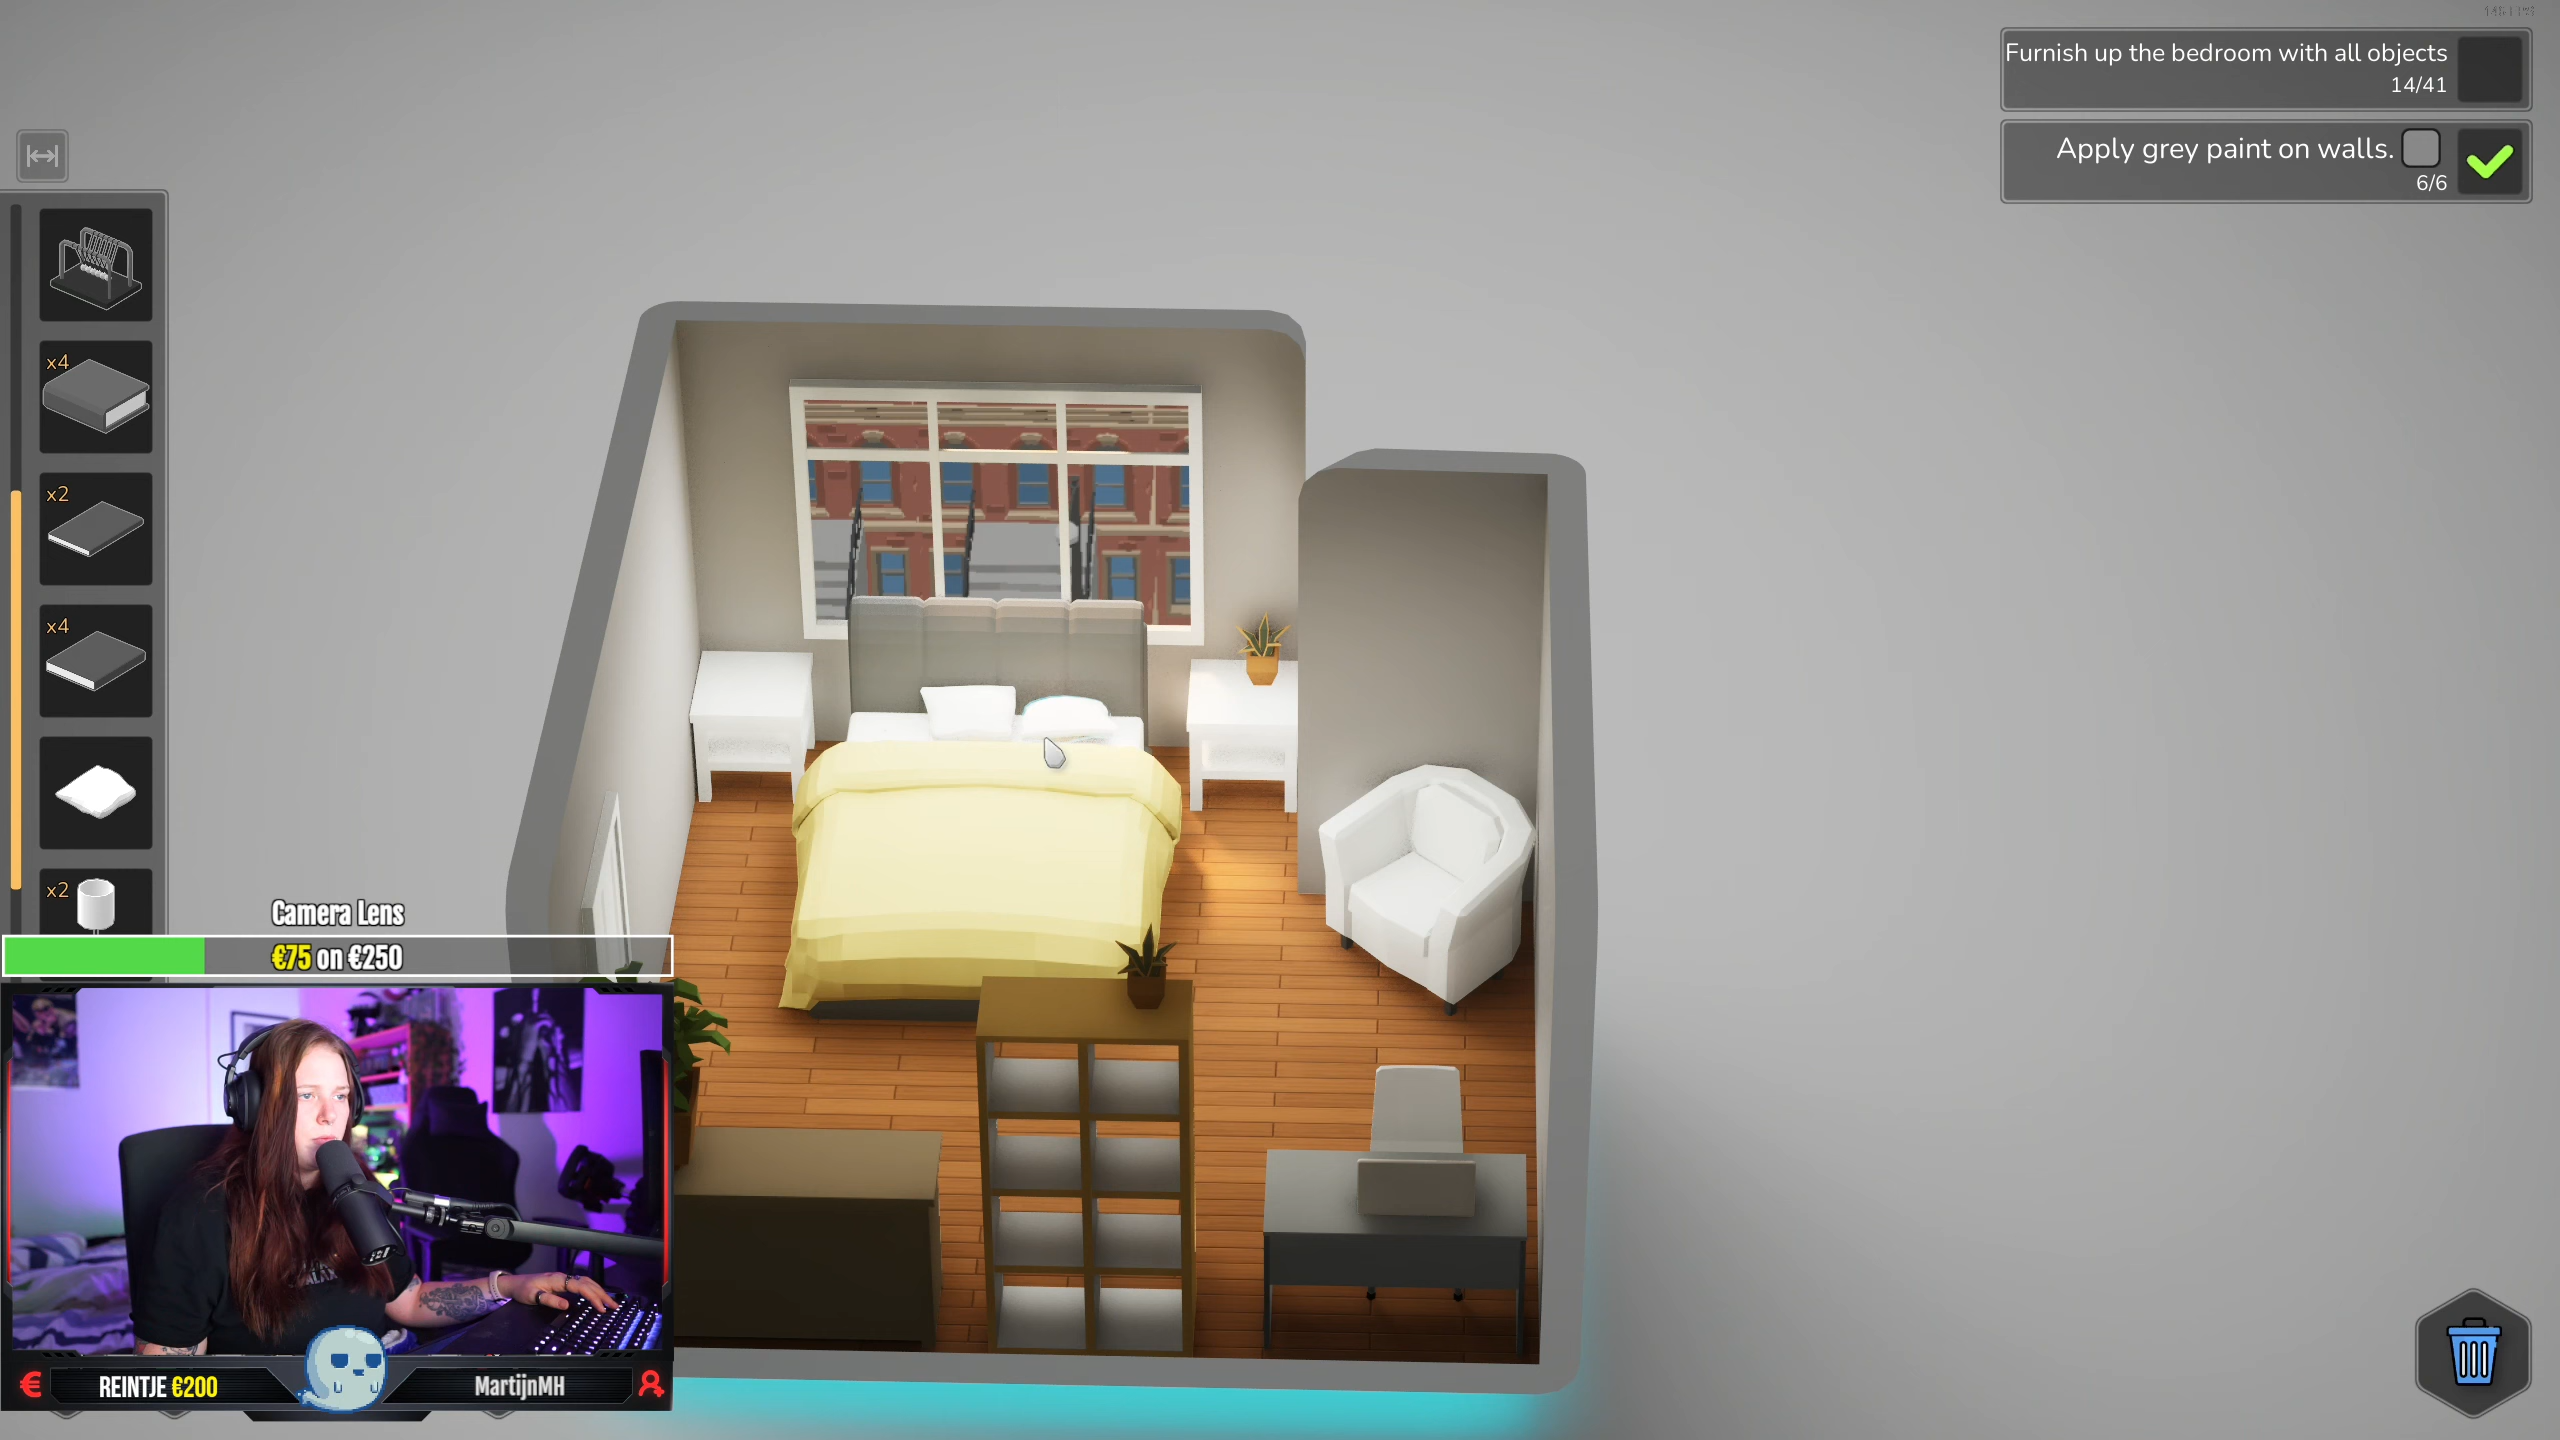 Furnish up the bedroom with all objects
14/41
Apply grey paint on walls.
6/6
x4
x2
x4
x2
Camera Lens
€75 on €250
REINTJE €200
MartijnMH